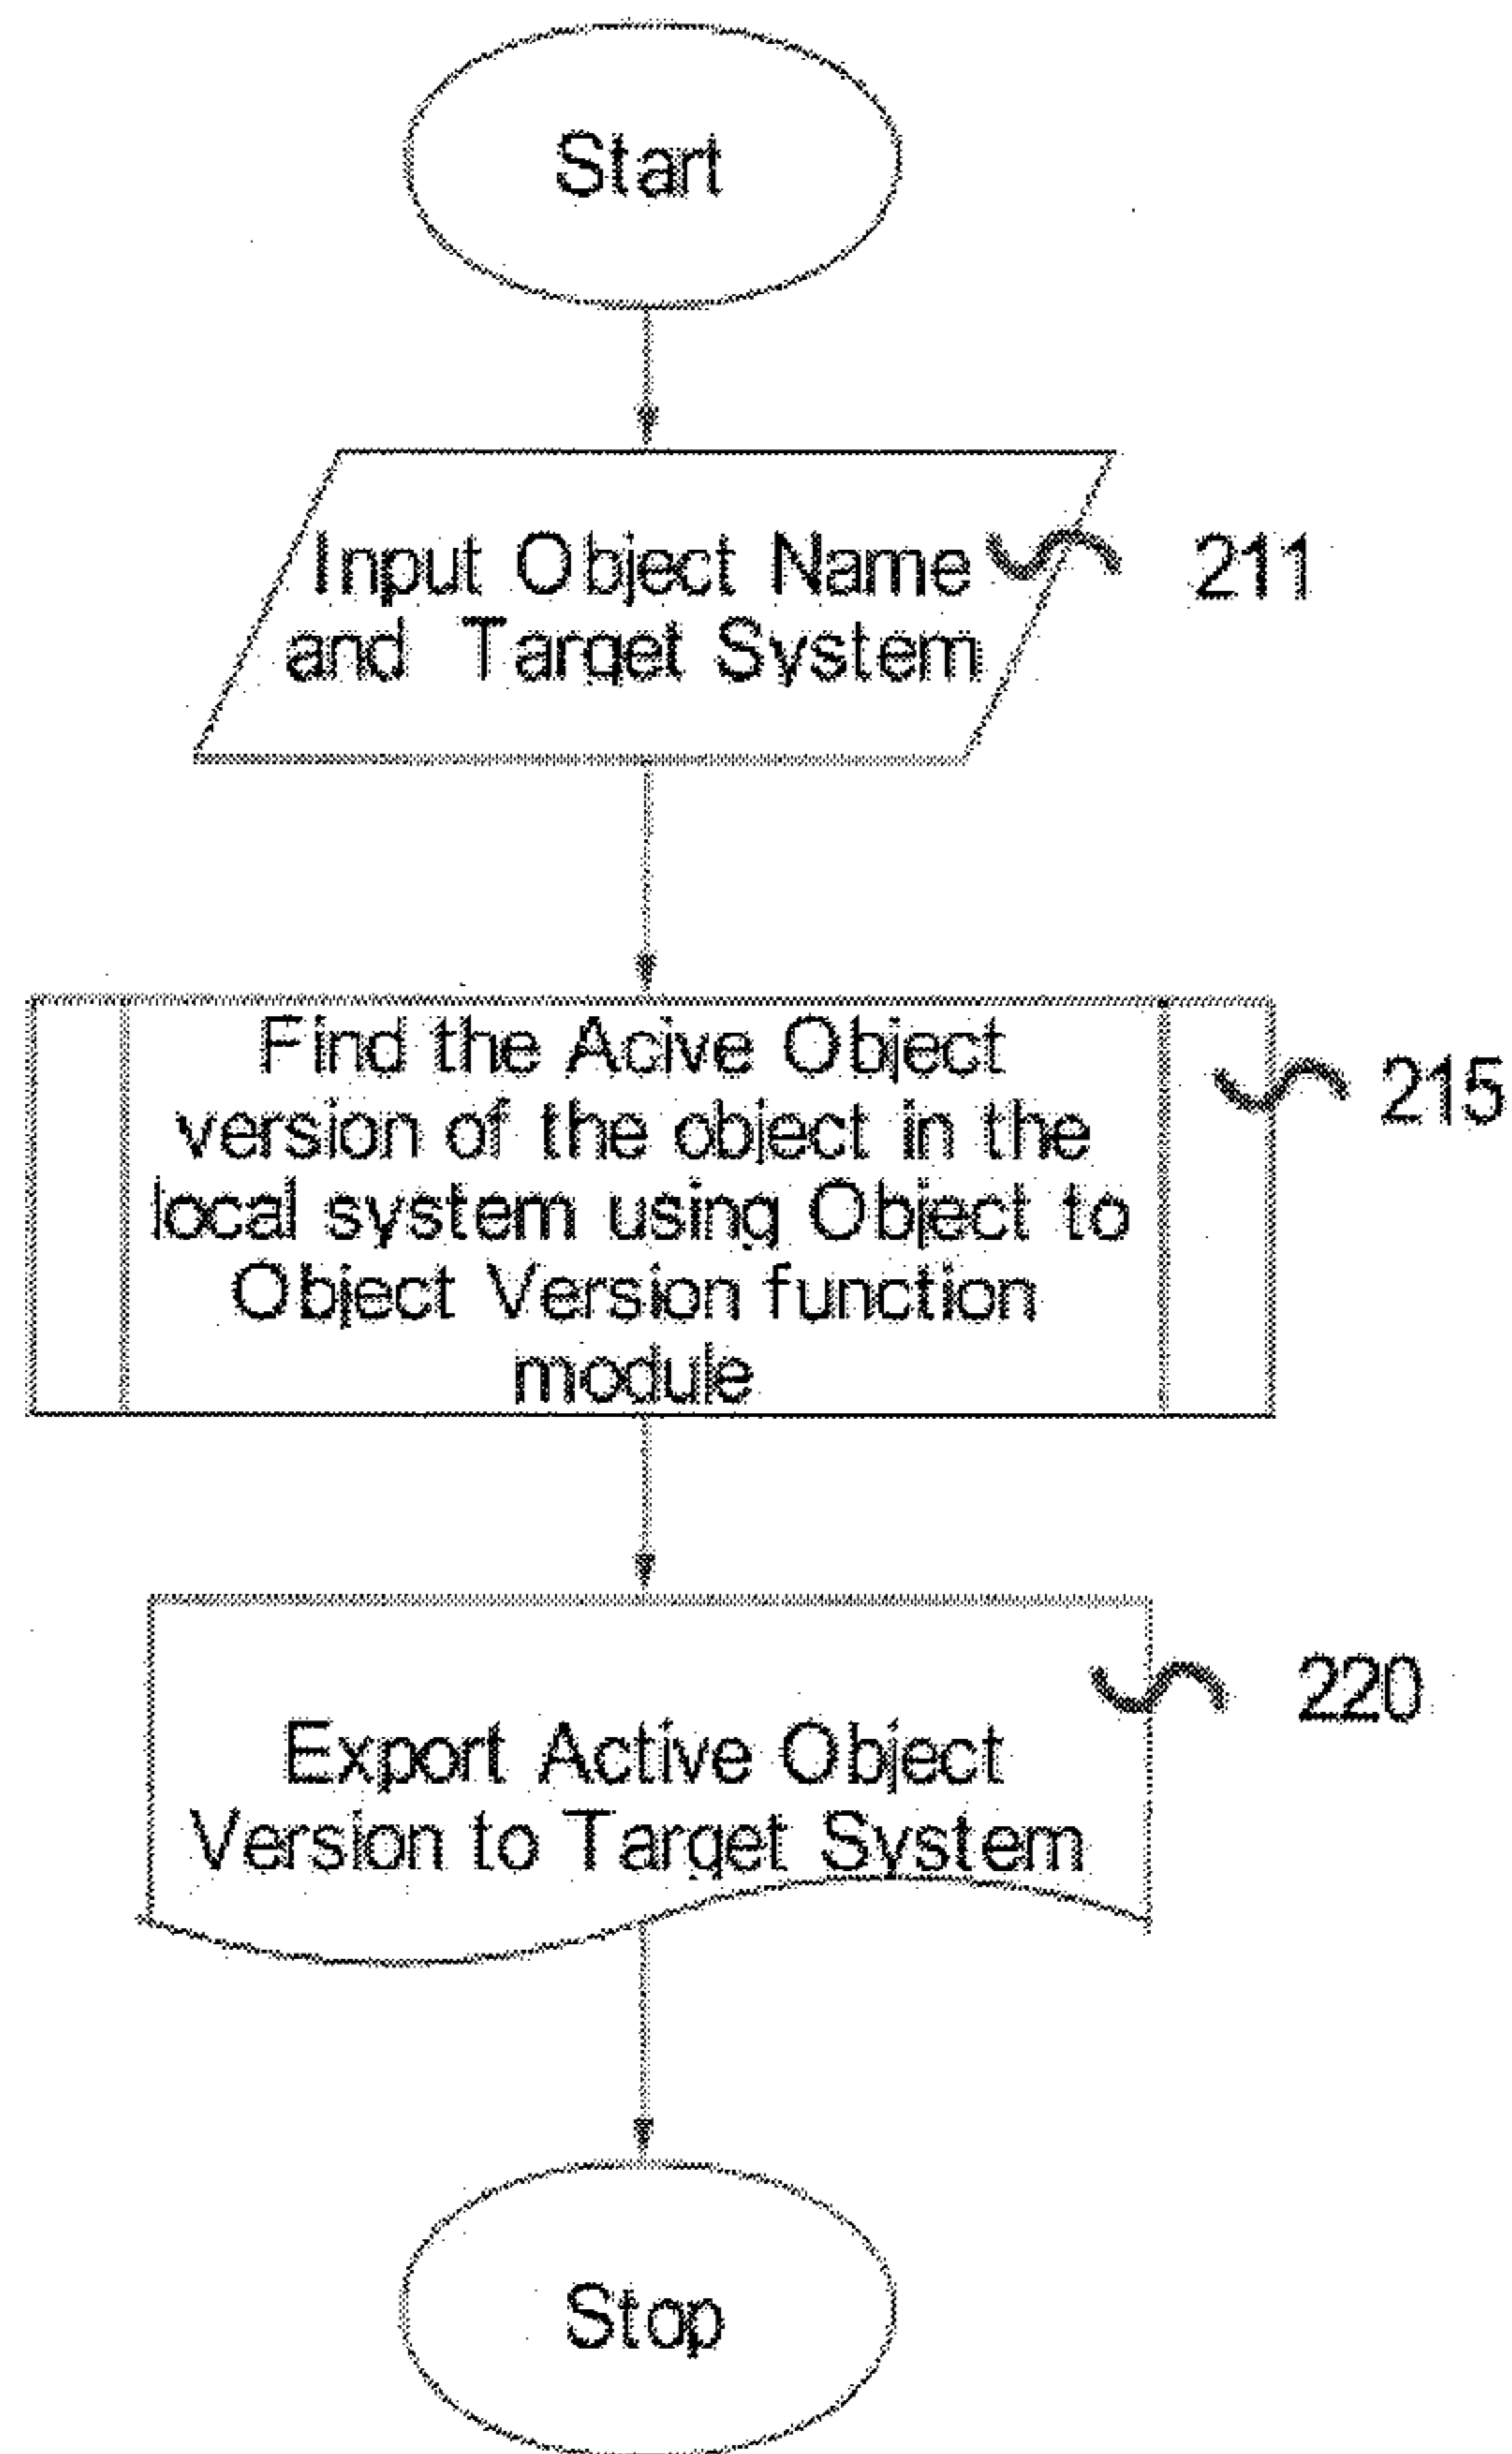 Start
Input Object Name
and Target System
211
Find the Acive Object
version of the object in the
local system using Object to
Object Version function
module
215
220
Export Active Object
Version to Target System
Stop